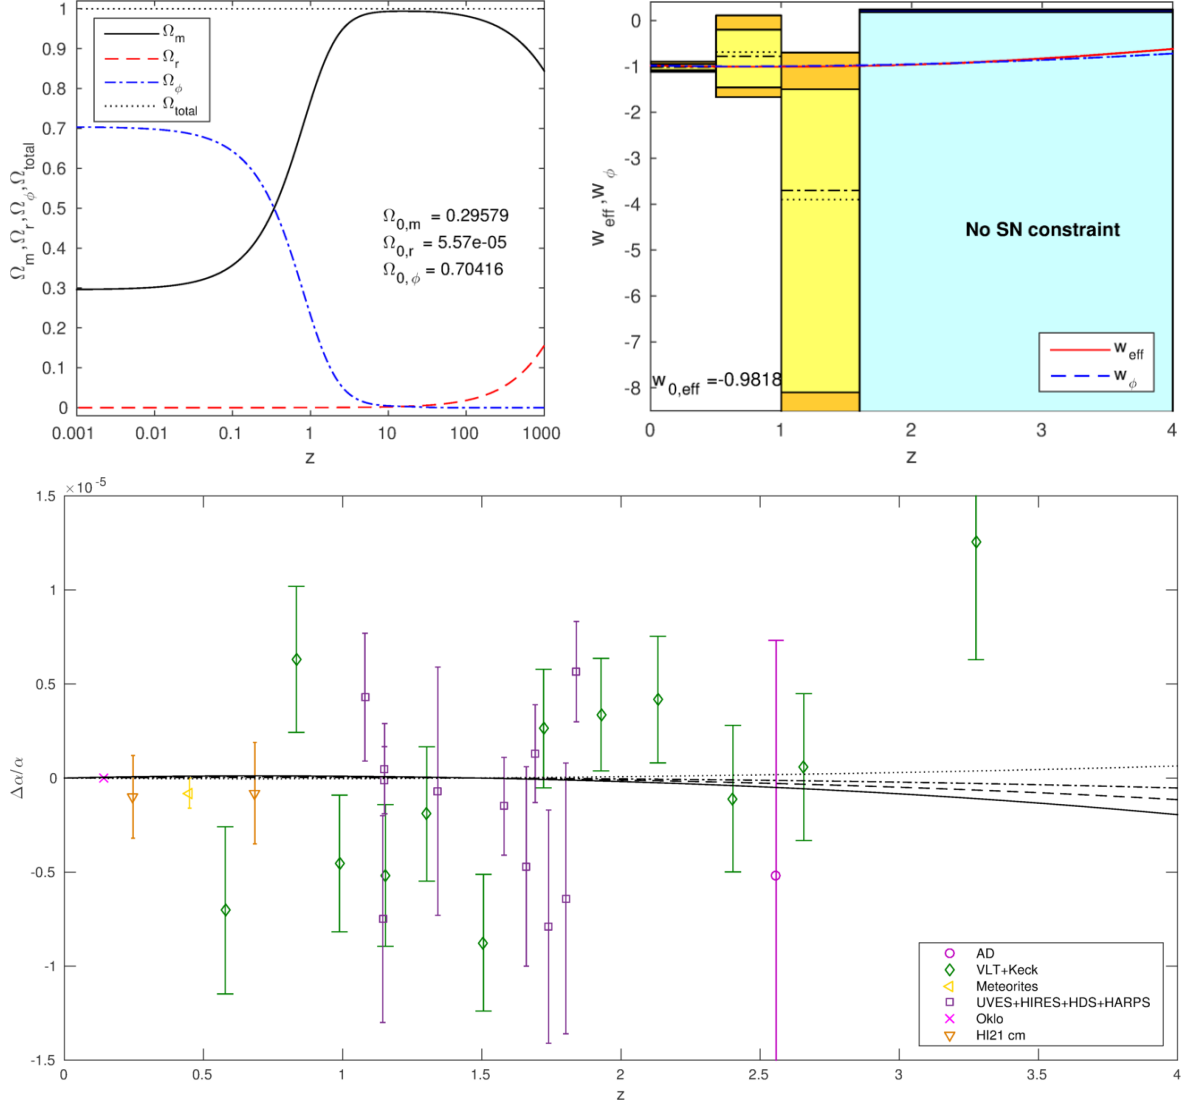 Ω_m, Ω_r, Ω_ϕ, Ω_total
1
0.9
0.8
0.7
0.6
0.5
0.4
0.3
0.2
0.1
0
Ω_m
Ω_r
Ω_ϕ
Ω_total
Ω_0,m = 0.29579
Ω_0,r = 5.57e-05
Ω_0,ϕ = 0.70416
0.001 0.01 0.1 1 10 100 1000
z
w_eff, w_ϕ
0
-1
-2
-3
-4
-5
-6
-7
-8
No SN constraint
w_0,eff =-0.9818
w_eff
w_ϕ
0 1 2 3 4
z
×10^-5
Δα/α
1.5
1
0.5
0
-0.5
-1
-1.5
AD
VLT+Keck
Meteorites
UVES+HIRES+HDS+HARPS
Oklo
HI21 cm
0 0.5 1 1.5 2 2.5 3 3.5 4
z